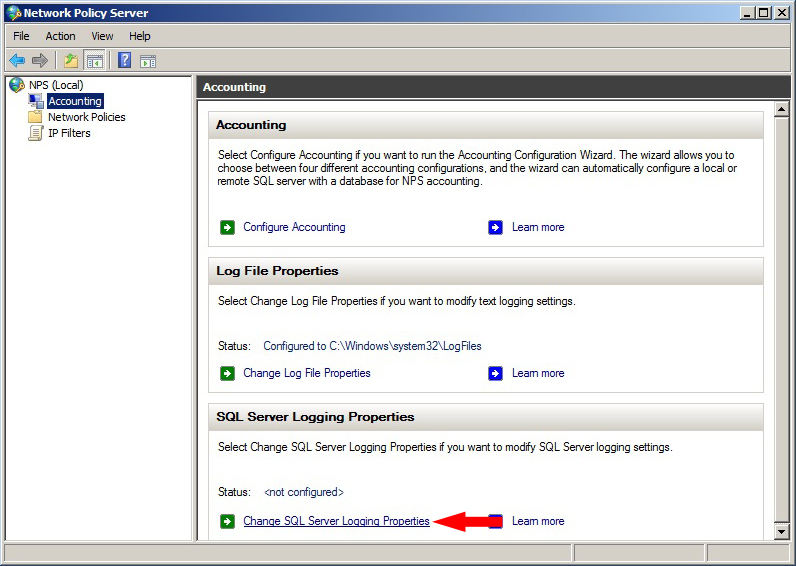 Network Policy Server
File Action View Help
NPS (Local)
Accounting
Network Policies
IP Filters
Accounting
Accounting
Select Configure Accounting if you want to run the Accounting Configuration Wizard. The wizard allows you to
choose between four different accounting configurations, and the wizard can automatically configure a local or
remote SQL server with a database for NPS accounting.
Configure Accounting Learn more
Log File Properties
Select Change Log File Properties if you want to modify text logging settings.
Status: Configured to C:\Windows\system32\LogFiles
Change Log File Properties Learn more
SQL Server Logging Properties
Select Change SQL Server Logging Properties if you want to modify SQL Server logging settings.
Status: <not configured>
Change SQL Server Logging Properties Learn more